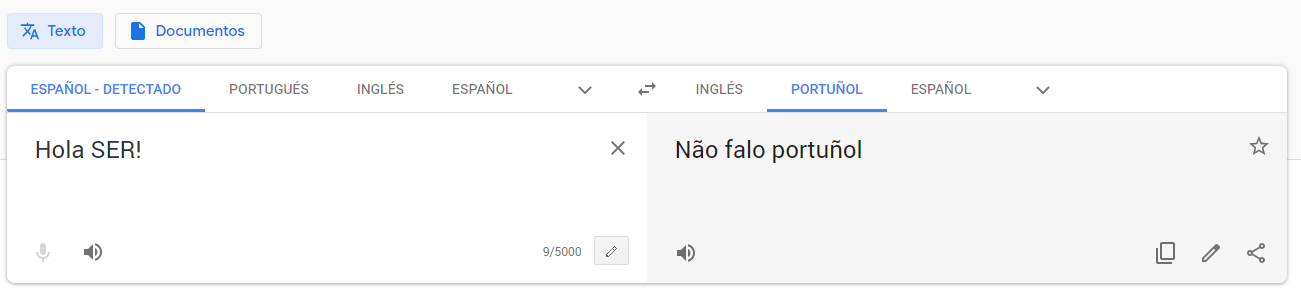 Texto Documentos
ESPAÑOL - DETECTADO PORTUGUÉS INGLÉS ESPAÑOL INGLÉS PORTUÑOL ESPAÑOL
Hola SER! Não falo portuñol
9/5000